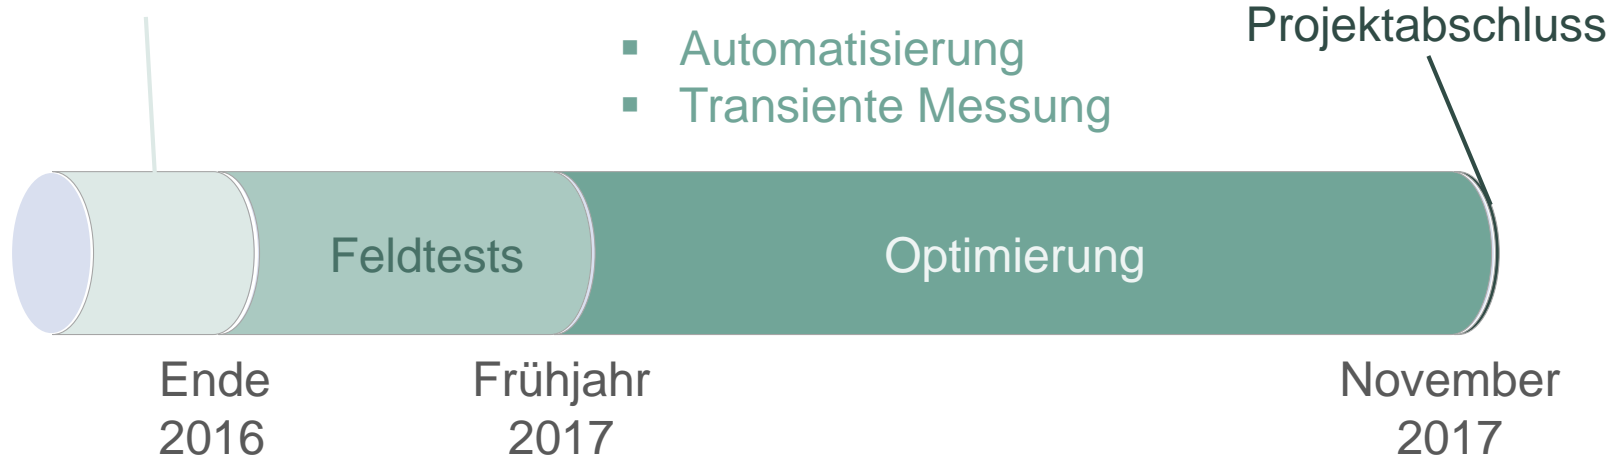 Projektabschluss
▪ Automatisierung
▪ Transiente Messung
Feldtests
Optimierung
Ende
2016
Frühjahr
2017
November
2017